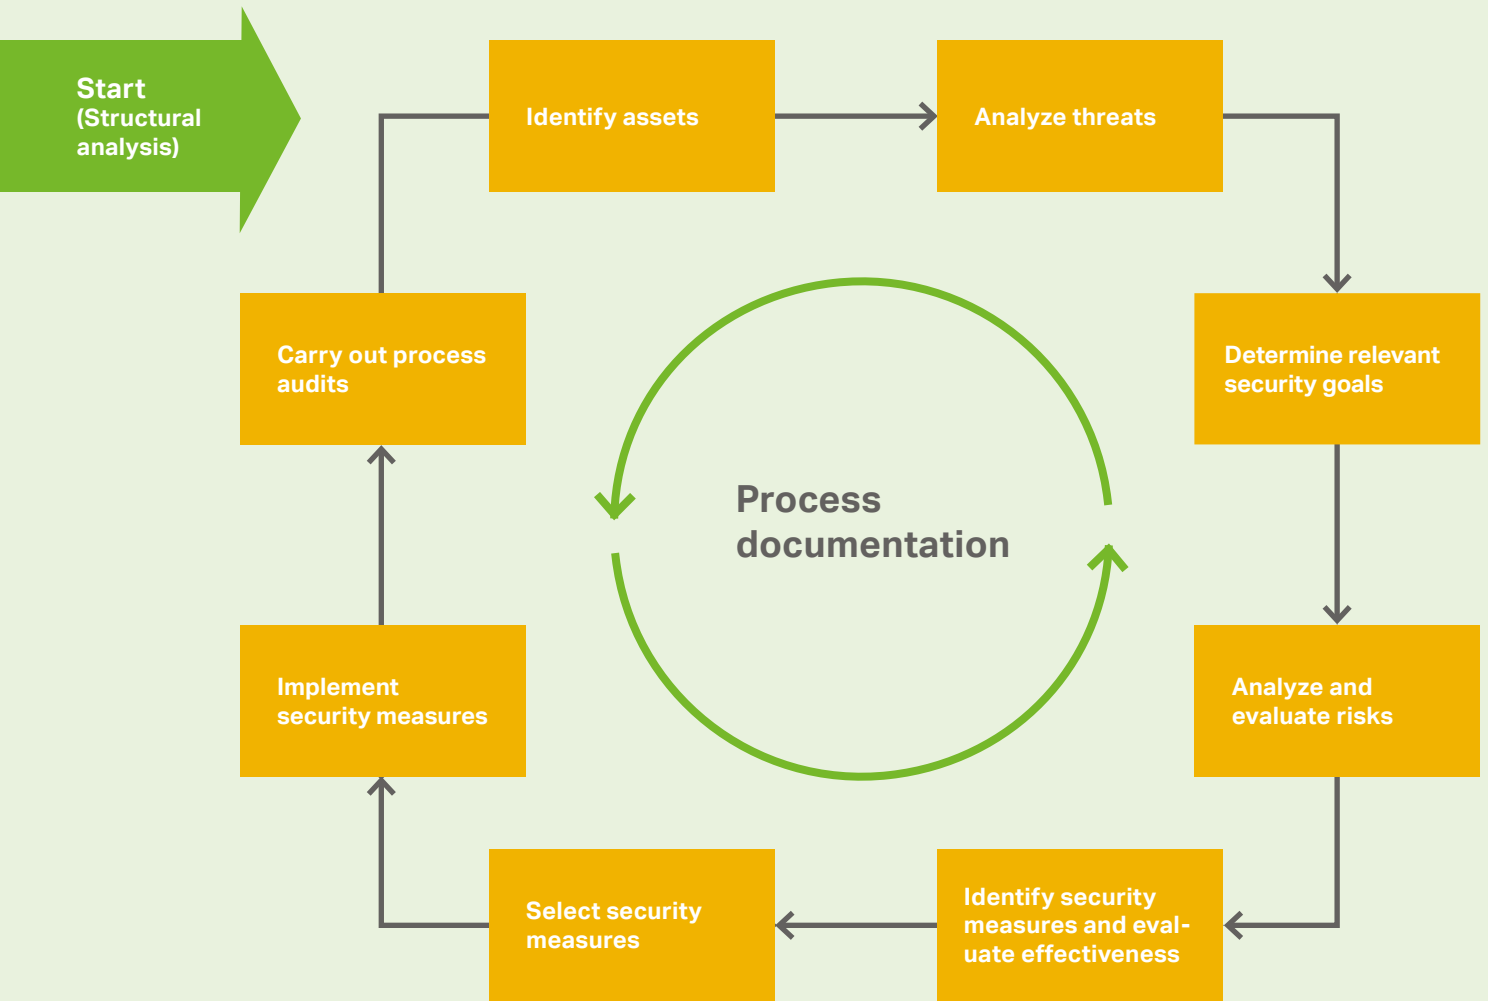 Start
(Structural
analysis)
Identify assets
Analyze threats
Determine relevant
security goals
Analyze and
evaluate risks
Identify security
measures and eval-
uate effectiveness
Select security
measures
Implement
security measures
Carry out process
audits
Process
documentation